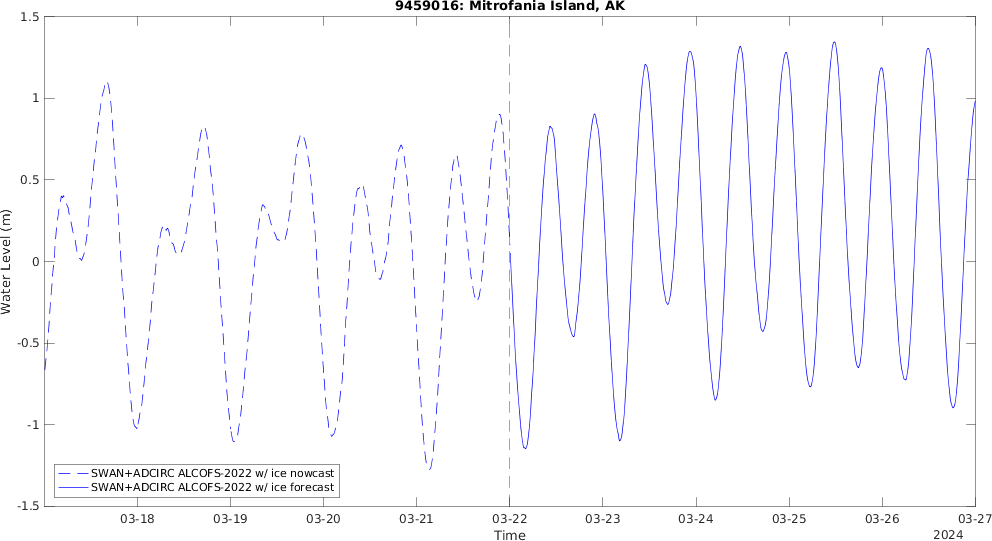 9459016: Mitrofania Island, AK
1.5
1
0.5
0
-0.5
-1
-1.5
Water Level (m)
SWAN+ADCIRC ALCOFS-2022 w/ ice nowcast
SWAN+ADCIRC ALCOFS-2022 w/ ice forecast
03-18 03-19 03-20 03-21 03-22 03-23 03-24 03-25 03-26 03-27
Time
2024